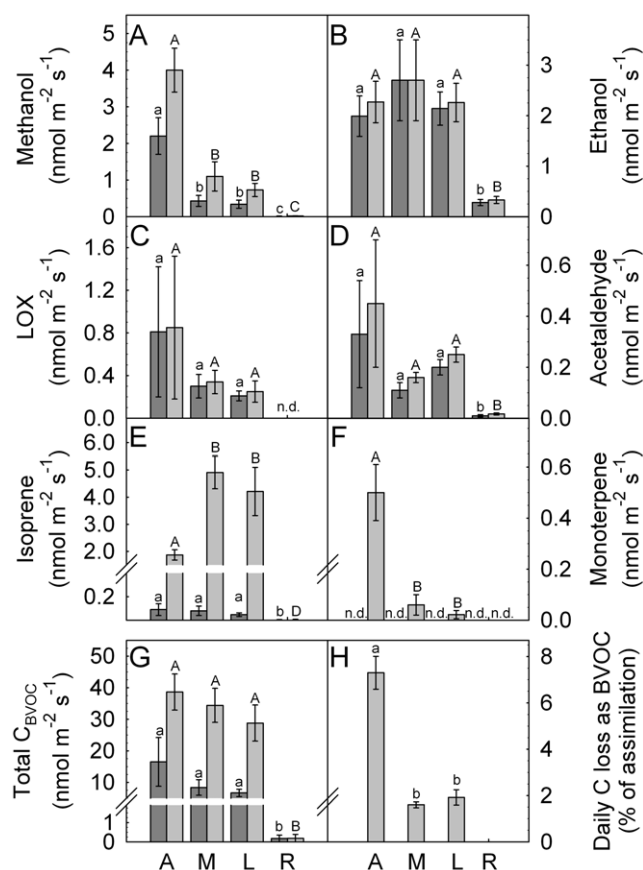 A
B
Methanol
(nmol m⁻² s⁻¹)
5
4
3
2
1
0
a A b B b B c C
a A a A a A b B
3
2
1
0
Ethanol
(nmol m⁻² s⁻¹)
C
D
LOX
(nmol m⁻² s⁻¹)
1.6
1.2
0.8
0.4
0.0
a A a A a A n.d.
a A a A a A b B
0.6
0.4
0.2
0.0
Acetaldehyde
(nmol m⁻² s⁻¹)
E
F
Isoprene
(nmol m⁻² s⁻¹)
6.0
5.0
4.0
3.0
2.0
0.2
a A a B a B b D
n.d. A n.d. B n.d. B n.d. n.d.
0.6
0.4
0.2
0.0
Monoterpene
(nmol m⁻² s⁻¹)
G
H
Total C_BVOC
(nmol m⁻² s⁻¹)
50
40
30
20
10
1
0
a A a A a A b B
a b b
8
6
4
2
0
Daily C loss as BVOC
(% of assimilation)
A M L R
A M L R